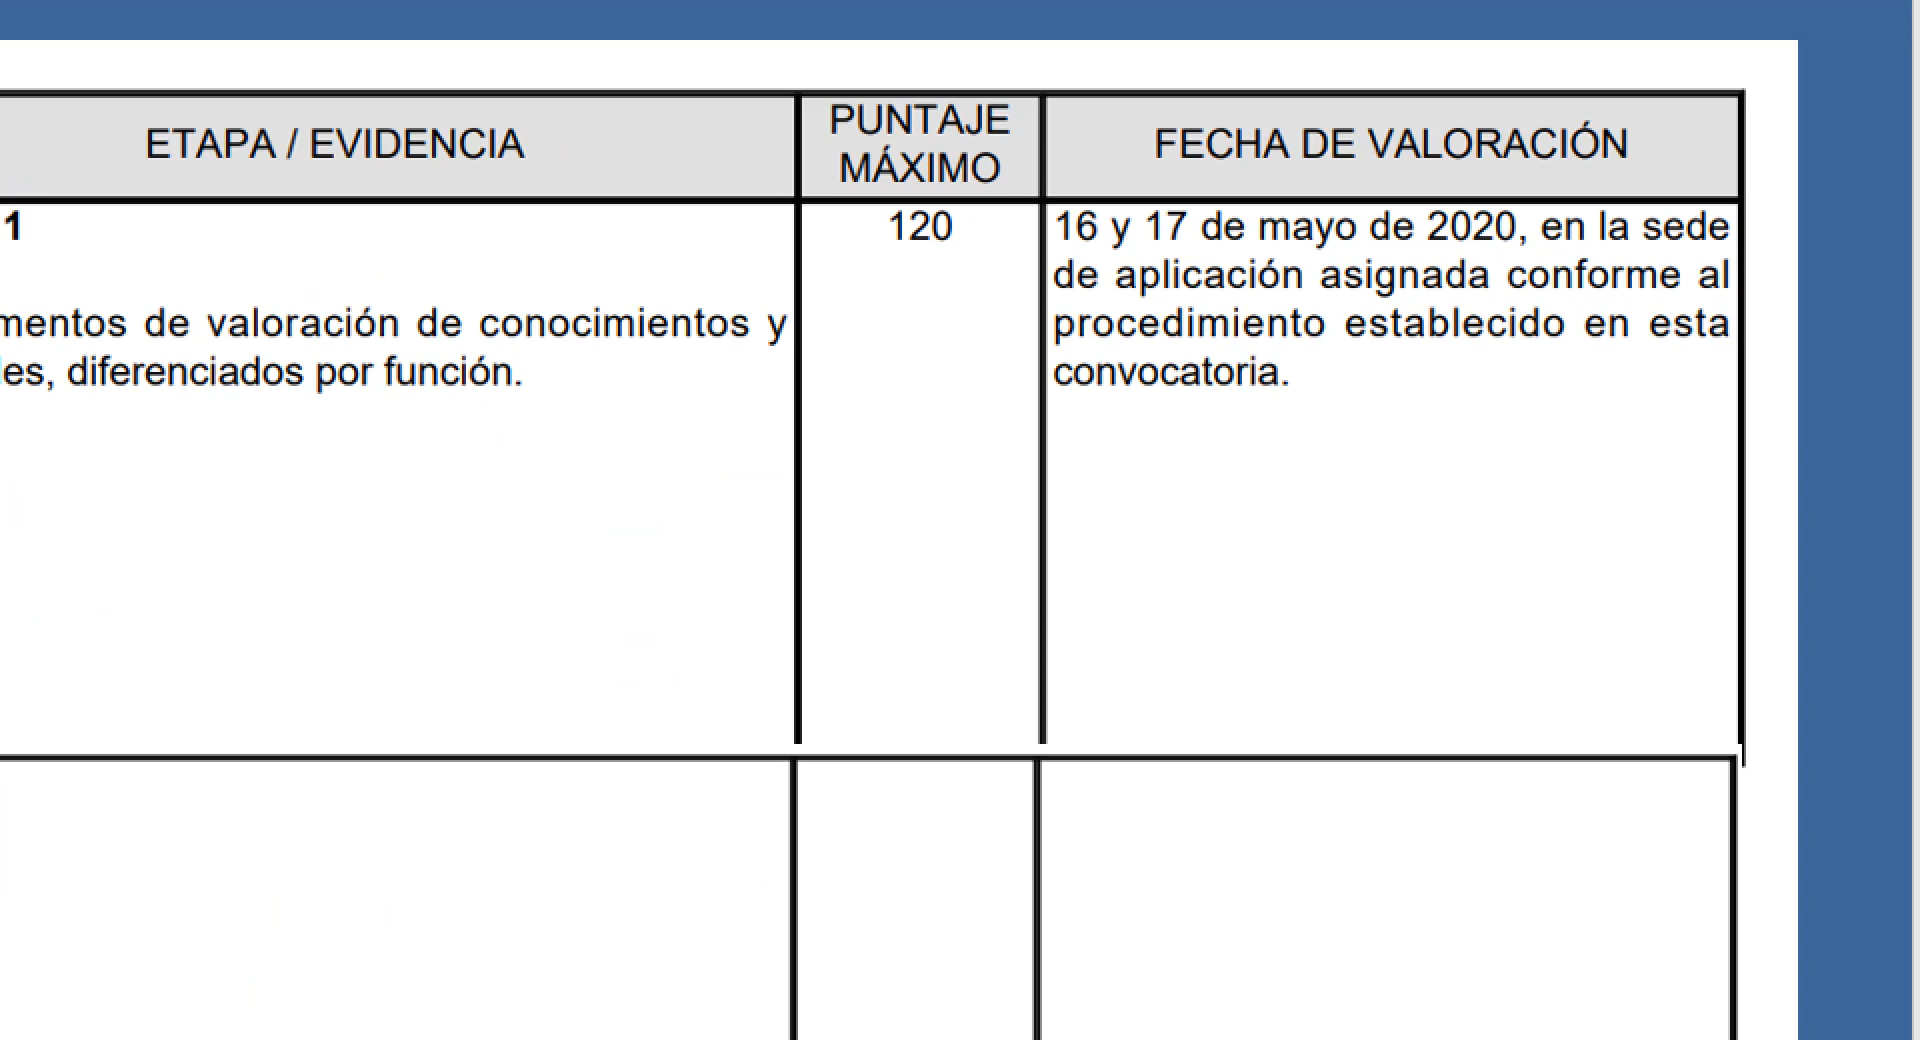 ETAPA / EVIDENCIA
PUNTAJE
MÁXIMO
FECHA DE VALORACIÓN
1
mentos de valoración de conocimientos y
es, diferenciados por función.
120
16 y 17 de mayo de 2020, en la sede
de aplicación asignada conforme al
procedimiento establecido en esta
convocatoria.